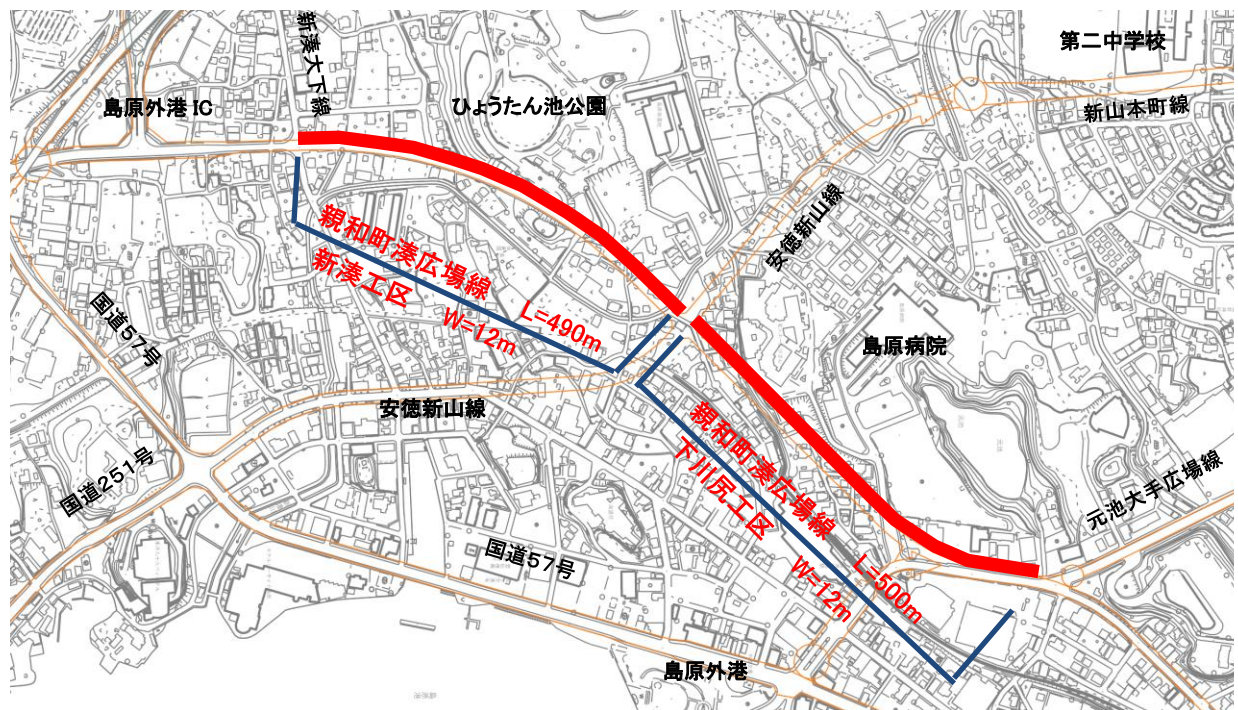 新湊大下線
第二中学校
島原外港 IC
ひょうたん池公園
新山本町線
安徳新山線
親和町湊広場線
新湊工区
L=490m
W=12m
国道57号
島原病院
安徳新山線
親和町湊広場線
下川尻工区
国道251号
元池大手広場線
国道57号
L=500m
W=12m
島原外港